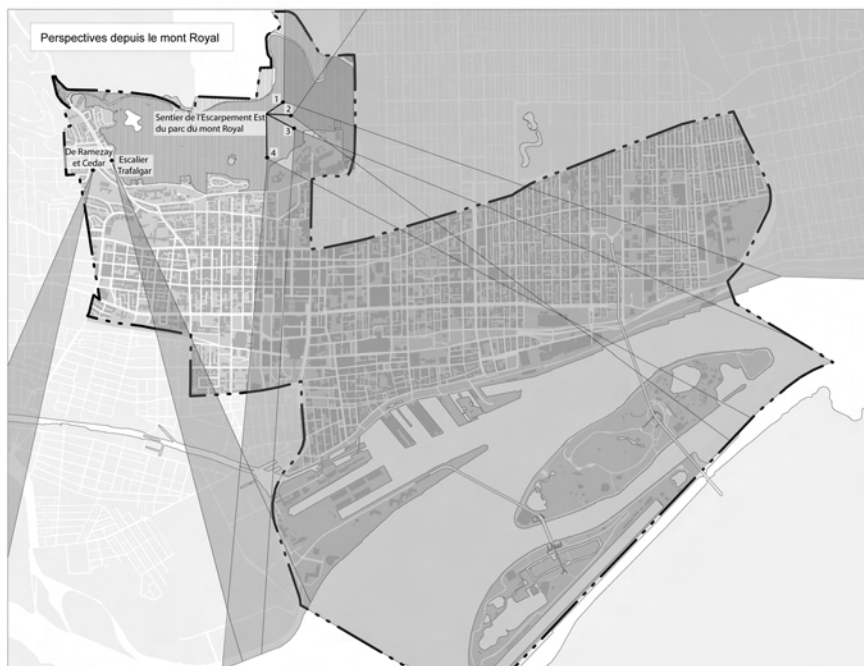 Perspectives depuis le mont Royal
1
2
Sentier de l'Escarpement Est
du parc du mont Royal
3
4
De Ramezay
et Cedar
Escalier
Trafalgar